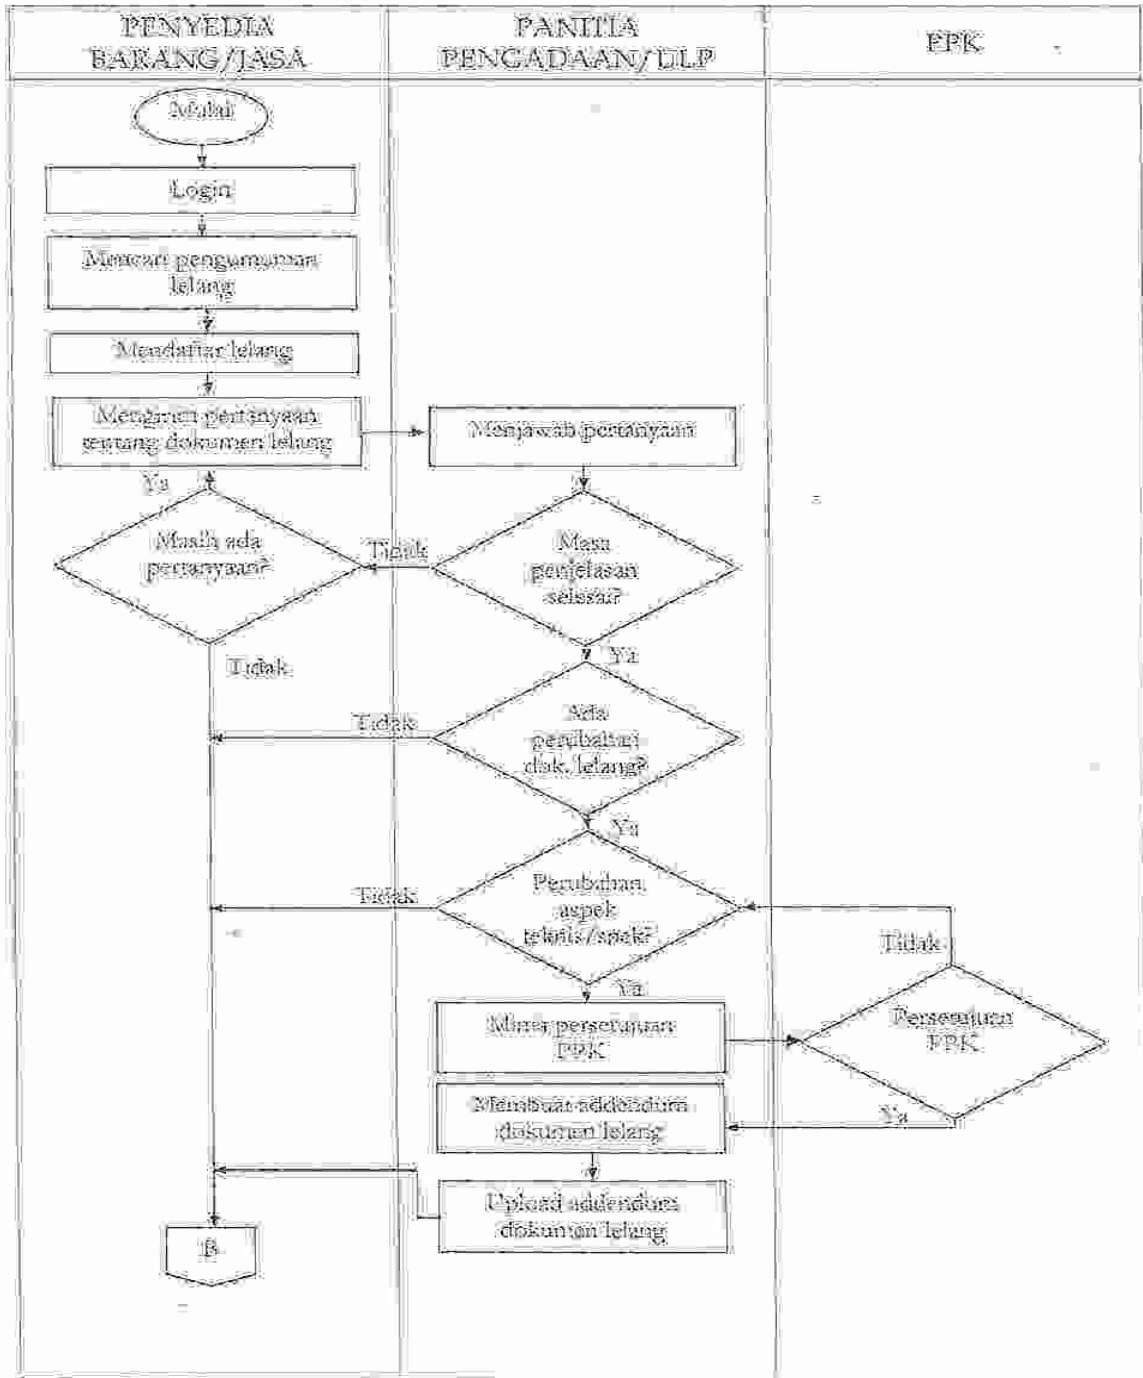 PENYEDIA
BARANG/JASA
PANITIA
PENGADAAN/ULP
PPK
Mulai
Login
Mencari pengumuman
lelang
Mendaftar lelang
Mengirim pertanyaan
tentang dokumen lelang
Menjawab pertanyaan
Ya
Masih ada
pertanyaan?
Tidak
Masa
penjelasan
selesai?
Tidak
Ya
Tidak
Ada
perubahan
dok. lelang?
Ya
Tidak
Perubahan
aspek
teknis/spek?
Tidak
Ya
Minta persetujuan
PPK
Persetujuan
PPK
Membuat addendum
dokumen lelang
Ya
Upload addendum
dokumen lelang
B